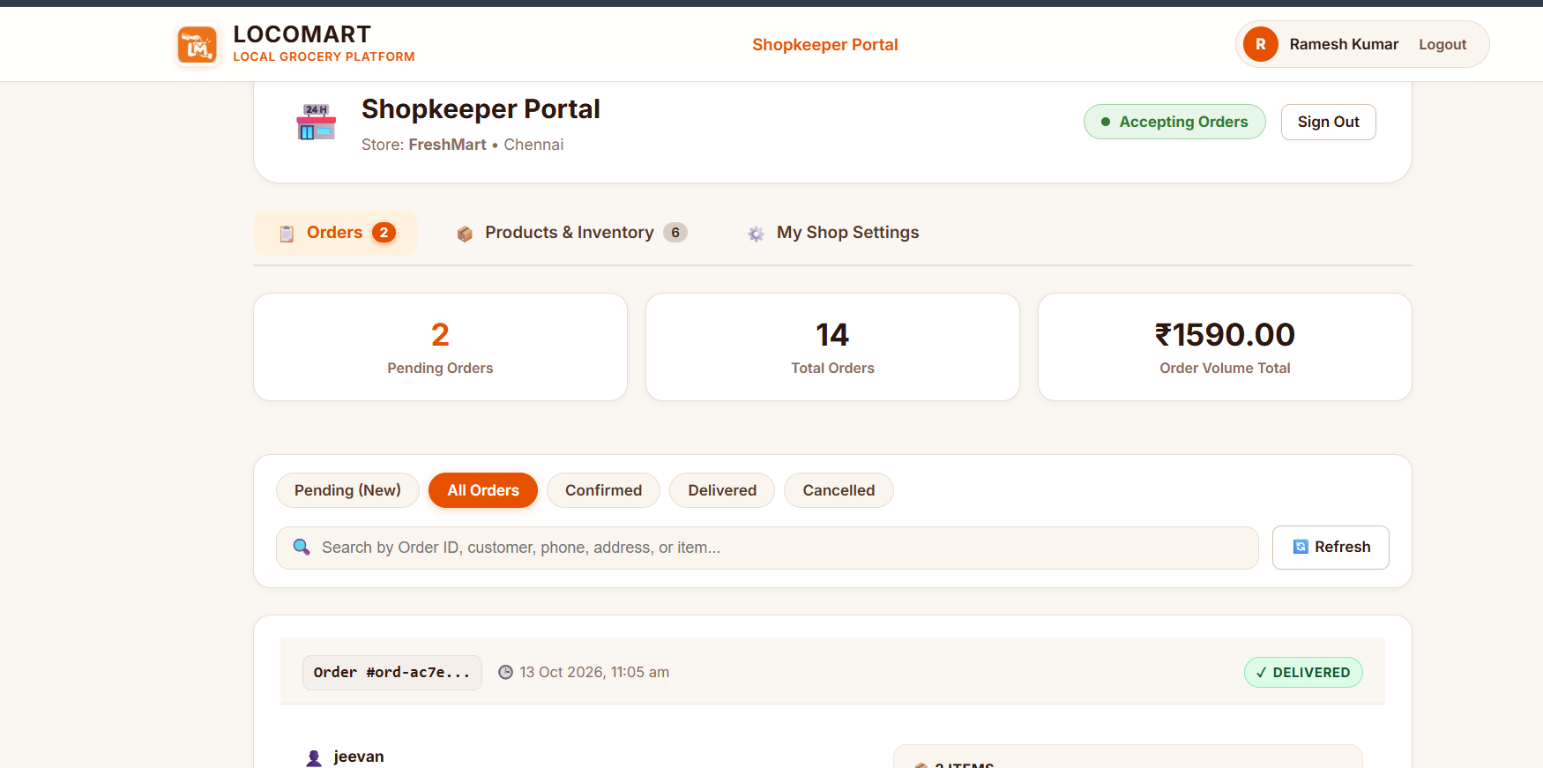 LOCOMART
LOCAL GROCERY PLATFORM
Shopkeeper Portal
R Ramesh Kumar Logout
LM
24 H
Shopkeeper Portal
Store: FreshMart • Chennai
Accepting Orders
Sign Out
Orders 2
Products & Inventory 6
My Shop Settings
2
Pending Orders
14
Total Orders
₹1590.00
Order Volume Total
Pending (New) All Orders Confirmed Delivered Cancelled
Search by Order ID, customer, phone, address, or item...
Refresh
Order #ord-ac7e... 13 Oct 2026, 11:05 am ✓ DELIVERED
jeevan
2 ITEMS